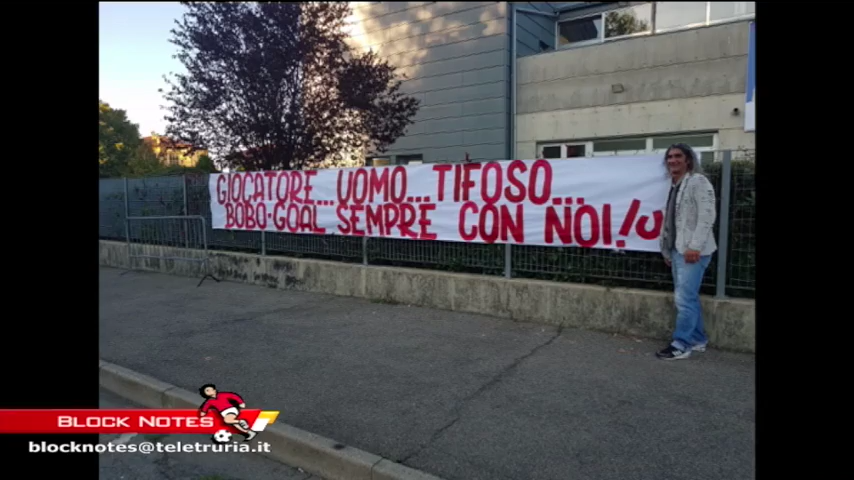 GIOCATORE...UOMO...TIFOSO...
BOBO-GOAL SEMPRE CON NOI!
BLOCK NOTES
blocknotes@teletruria.it